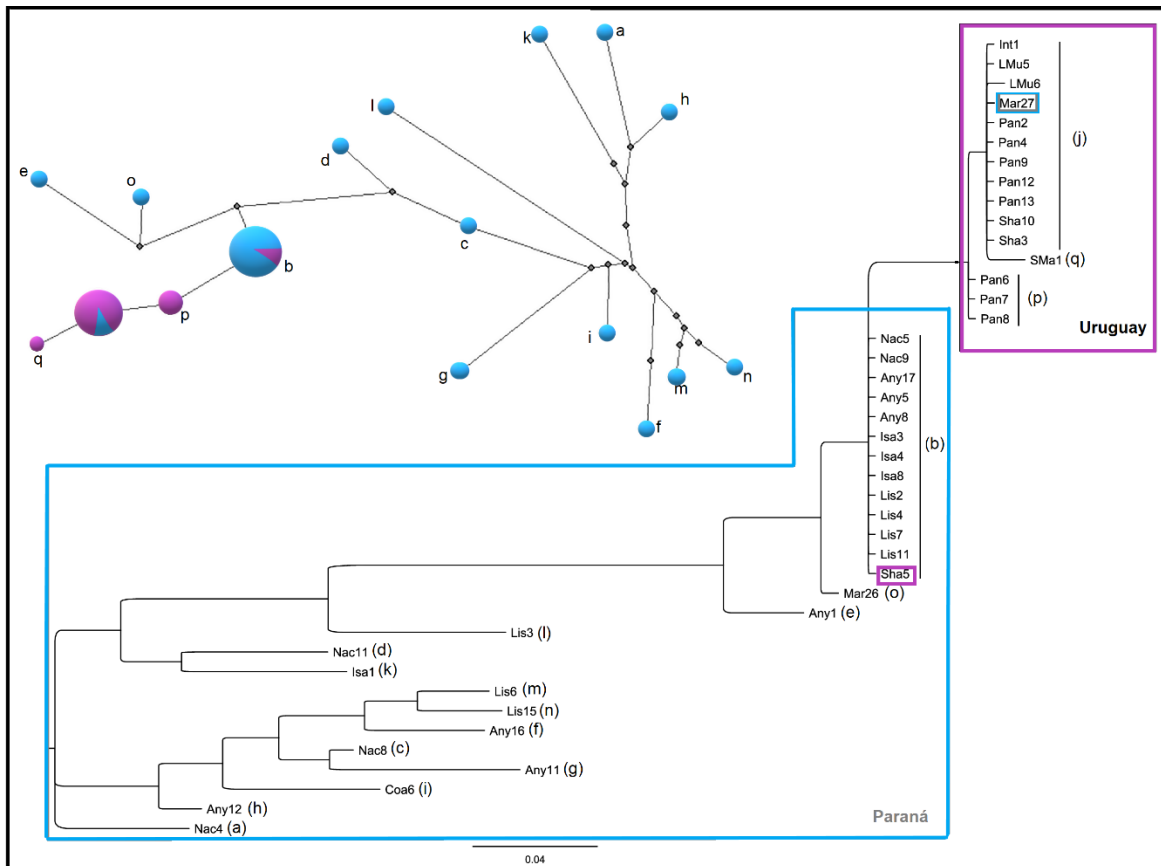 k
a
l
h
d
e
o
c
b
p
q
g
i
m
n
f
Int1
LMu5
LMu6
Mar27
Pan2
Pan4
(j)
Pan9
Pan12
Pan13
Sha10
Sha3
SMa1 (q)
Pan6
Pan7 (p)
Pan8
Uruguay
Nac5
Nac9
Any17
Any5
Any8
Isa3 (b)
Isa4
Isa8
Lis2
Lis4
Lis7
Lis11
Sha5
Mar26 (o)
Any1 (e)
Lis3 (l)
Nac11 (d)
Isa1 (k)
Lis6 (m)
Lis15 (n)
Any16 (f)
Nac8 (c)
Any11 (g)
Coa6 (i)
Any12 (h)
Nac4 (a)
Paraná
0.04